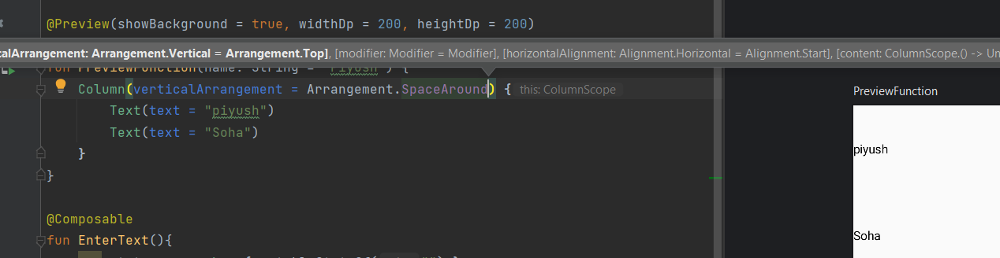 @Preview(showBackground = true, widthDp = 200, heightDp = 200)
calArrangement: Arrangement.Vertical = Arrangement.Top], [modifier: Modifier = Modifier], [horizontalAlignment: Alignment.Horizontal = Alignment.Start], [content: ColumnScope.() -> Un
fun PreviewFunction(name: String = "Piyush") {
Column(verticalArrangement = Arrangement.SpaceAround) { this: ColumnScope
Text(text = "piyush")
Text(text = "Soha")
}
}
@Composable
fun EnterText(){
PreviewFunction
piyush
Soha